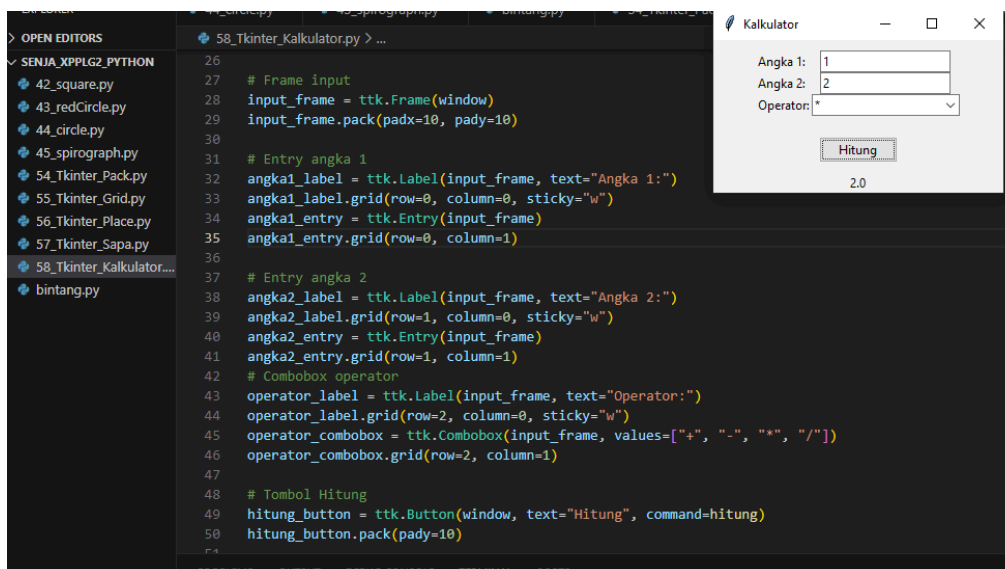 OPEN EDITORS
SENJA_XPPLG2_PYTHON
42_square.py
43_redCircle.py
44_circle.py
45_spirograph.py
54_Tkinter_Pack.py
55_Tkinter_Grid.py
56_Tkinter_Place.py
57_Tkinter_Sapa.py
58_Tkinter_Kalkulator....
bintang.py
58_Tkinter_Kalkulator.py > ...
26
27 # Frame input
28 input_frame = ttk.Frame(window)
29 input_frame.pack(padx=10, pady=10)
30
31 # Entry angka 1
32 angka1_label = ttk.Label(input_frame, text="Angka 1:")
33 angka1_label.grid(row=0, column=0, sticky="w")
34 angka1_entry = ttk.Entry(input_frame)
35 angka1_entry.grid(row=0, column=1)
36
37 # Entry angka 2
38 angka2_label = ttk.Label(input_frame, text="Angka 2:")
39 angka2_label.grid(row=1, column=0, sticky="w")
40 angka2_entry = ttk.Entry(input_frame)
41 angka2_entry.grid(row=1, column=1)
42 # Combobox operator
43 operator_label = ttk.Label(input_frame, text="Operator:")
44 operator_label.grid(row=2, column=0, sticky="w")
45 operator_combobox = ttk.Combobox(input_frame, values=["+", "-", "*", "/"])
46 operator_combobox.grid(row=2, column=1)
47
48 # Tombol Hitung
49 hitung_button = ttk.Button(window, text="Hitung", command=hitung)
50 hitung_button.pack(pady=10)
Kalkulator
Angka 1: 1
Angka 2: 2
Operator: *
Hitung
2.0